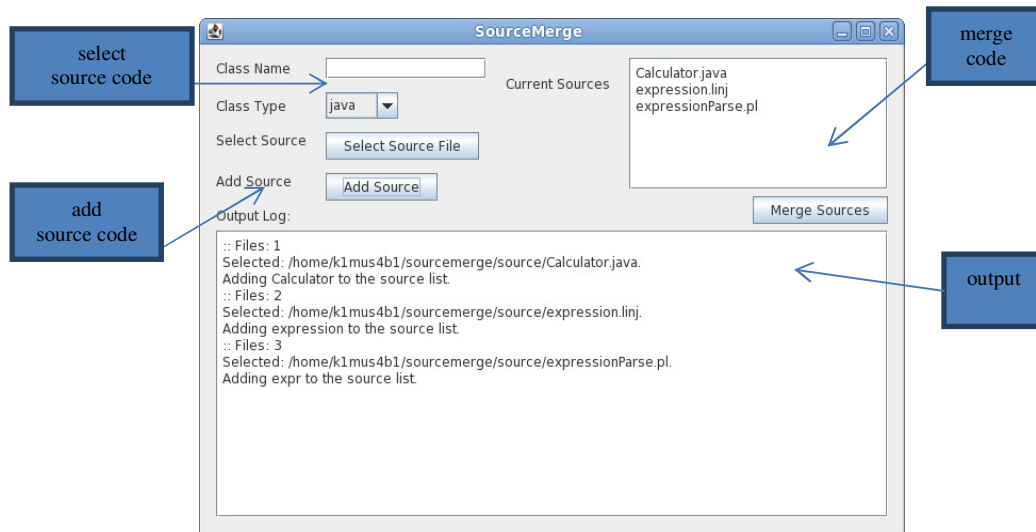 SourceMerge
select
source code
merge
code
Class Name
Current Sources
Calculator.java
expression.linj
expressionParse.pl
Class Type
java
Select Source
Select Source File
Add Source
Add Source
add
source code
Merge Sources
Output Log:
:: Files: 1
Selected: /home/k1mus4b1/sourcemerge/source/Calculator.java.
Adding Calculator to the source list.
:: Files: 2
Selected: /home/k1mus4b1/sourcemerge/source/expression.linj.
Adding expression to the source list.
:: Files: 3
Selected: /home/k1mus4b1/sourcemerge/source/expressionParse.pl.
Adding expr to the source list.
output